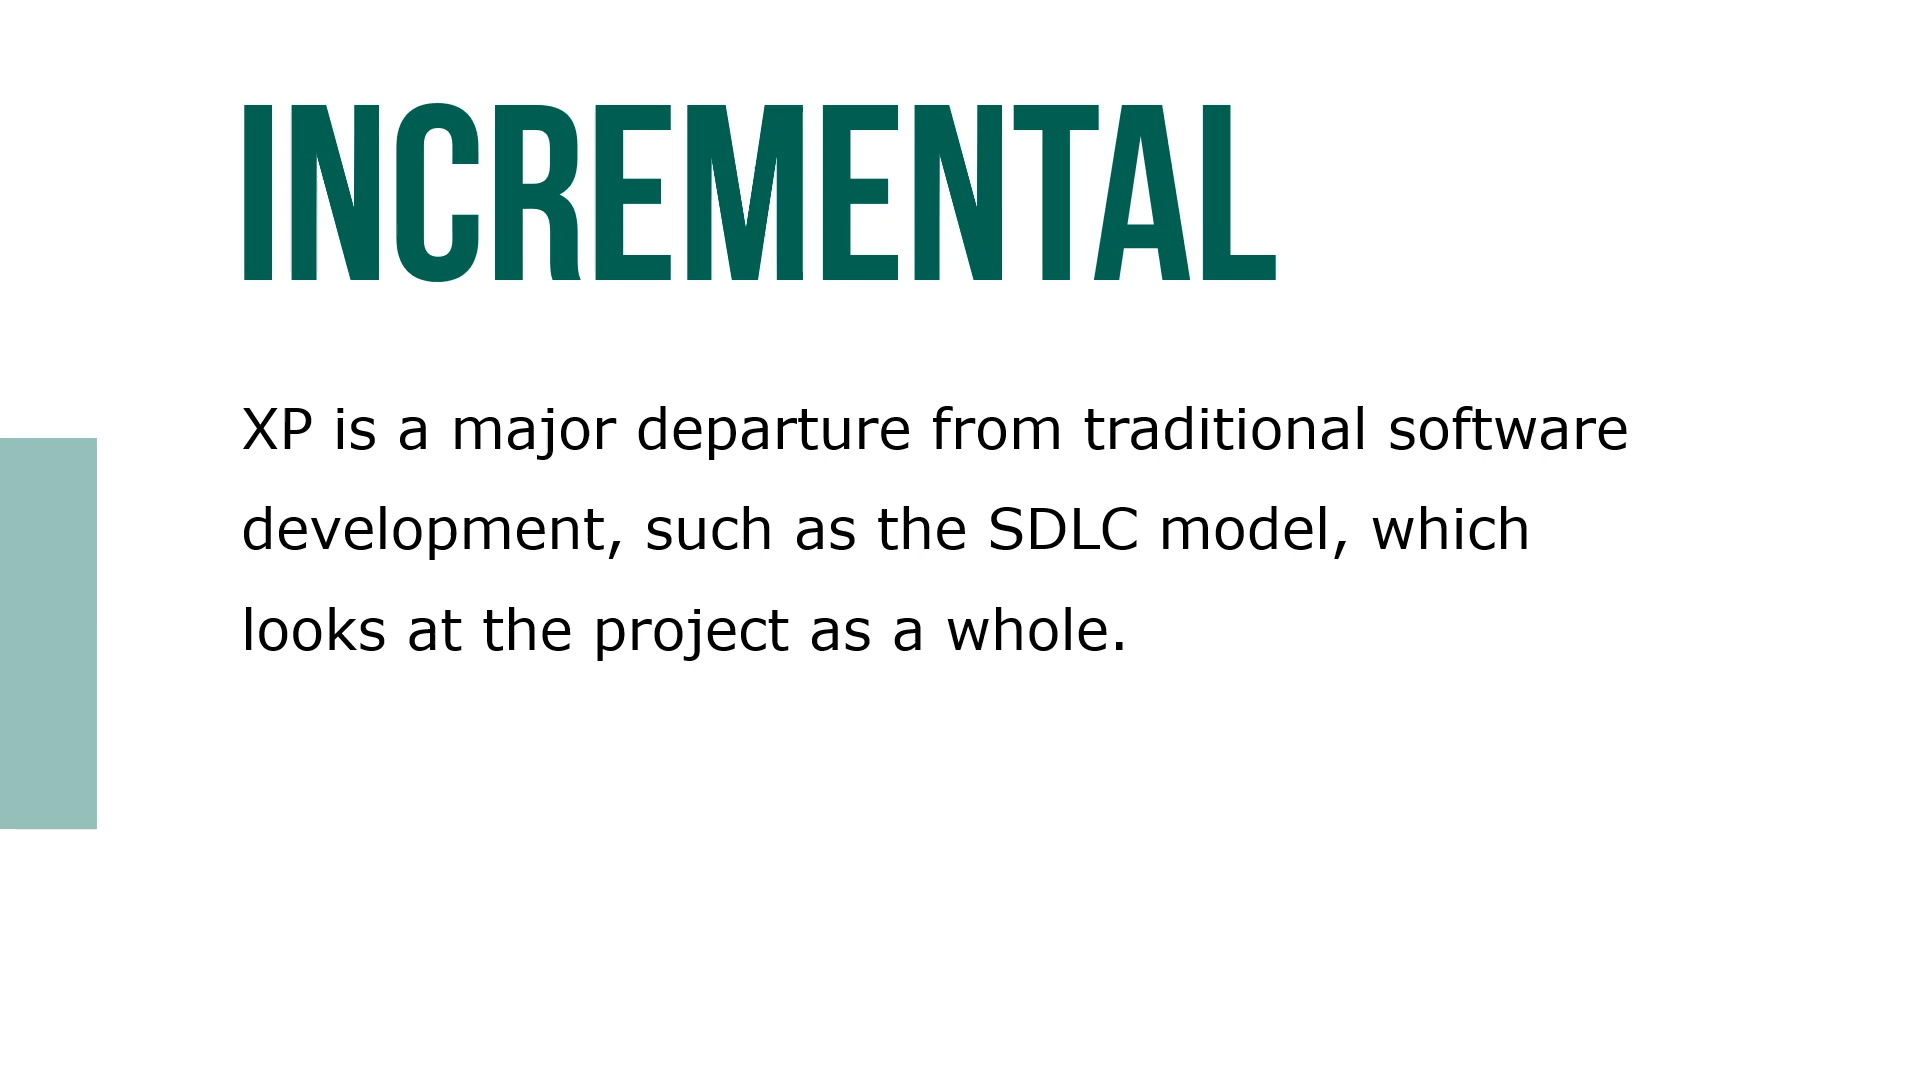 INCREMENTAL
XP is a major departure from traditional software
development, such as the SDLC model, which
looks at the project as a whole.